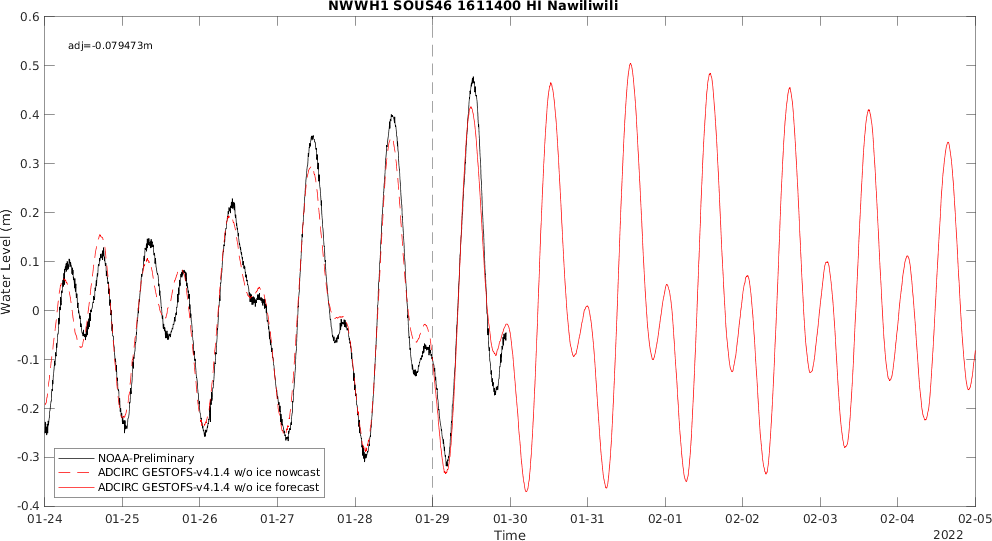 NWWH1 SOUS46 1611400 HI Nawiliwili
adj=-0.079473m
0.6
0.5
0.4
0.3
0.2
0.1
0
-0.1
-0.2
-0.3
-0.4
Water Level (m)
NOAA-Preliminary
ADCIRC GESTOFS-v4.1.4 w/o ice nowcast
ADCIRC GESTOFS-v4.1.4 w/o ice forecast
01-24 01-25 01-26 01-27 01-28 01-29 01-30 01-31 02-01 02-02 02-03 02-04 02-05
Time
2022